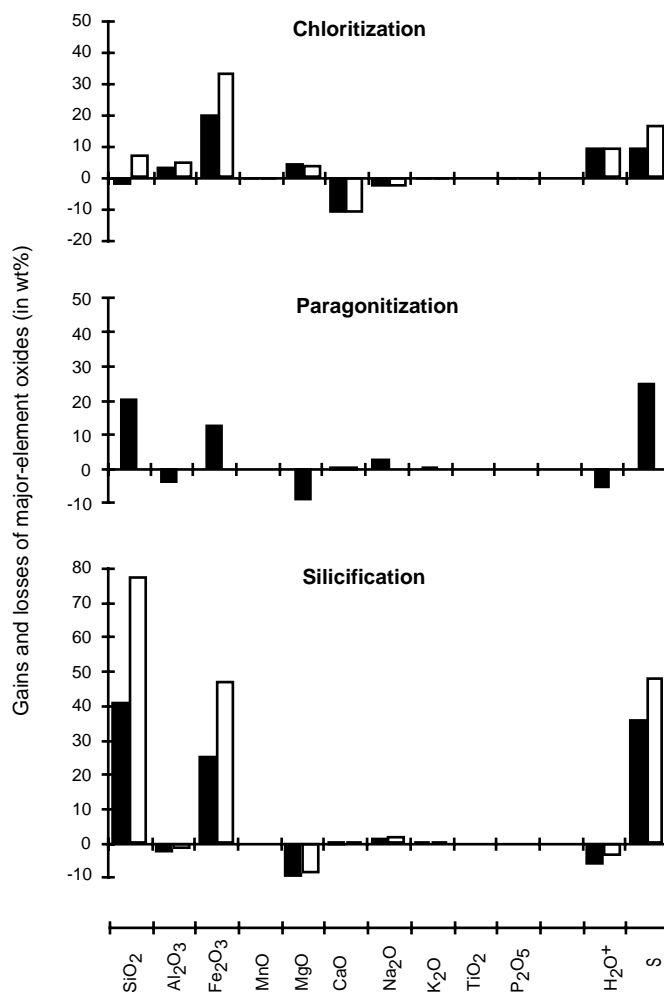 Gains and losses of major-element oxides (in wt%)
Chloritization
50
40
30
20
10
0
-10
-20
Paragonitization
50
40
30
20
10
0
-10
Silicification
80
70
60
50
40
30
20
10
0
-10
SiO₂
Al₂O₃
Fe₂O₃
MnO
MgO
CaO
Na₂O
K₂O
TiO₂
P₂O₅
H₂O⁺
S